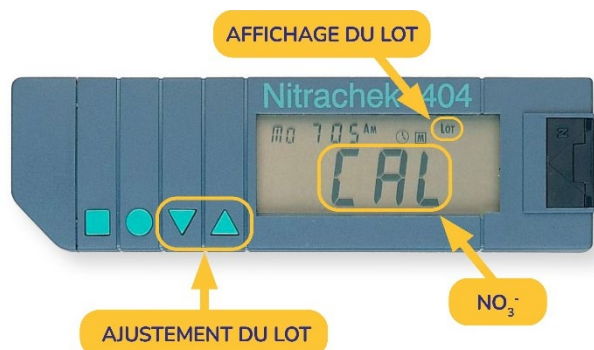 AFFICHAGE DU LOT
Nitrachek 404
MO 7 05 AM M LOT
CAL
NO₃⁻
AJUSTEMENT DU LOT